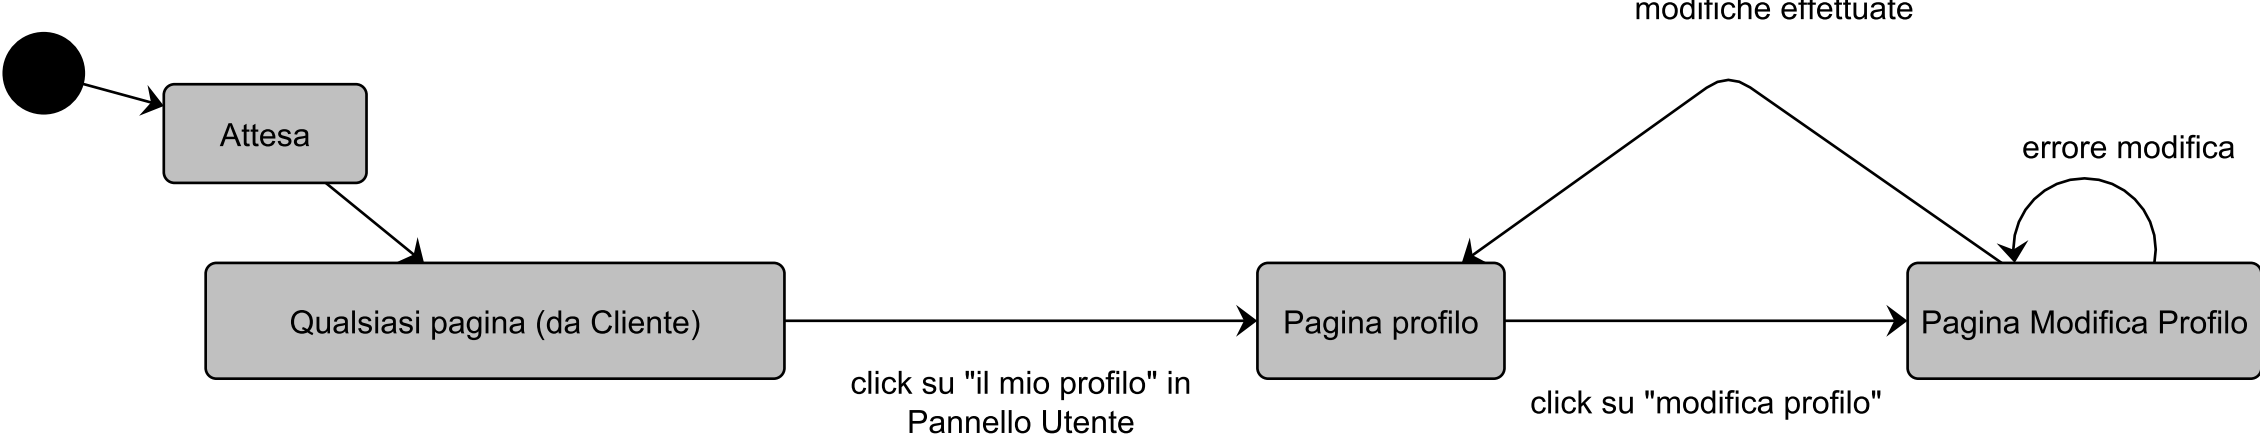 modifiche effettuate
Attesa
errore modifica
Qualsiasi pagina (da Cliente)
Pagina profilo
Pagina Modifica Profilo
click su "il mio profilo" in
Pannello Utente
click su "modifica profilo"